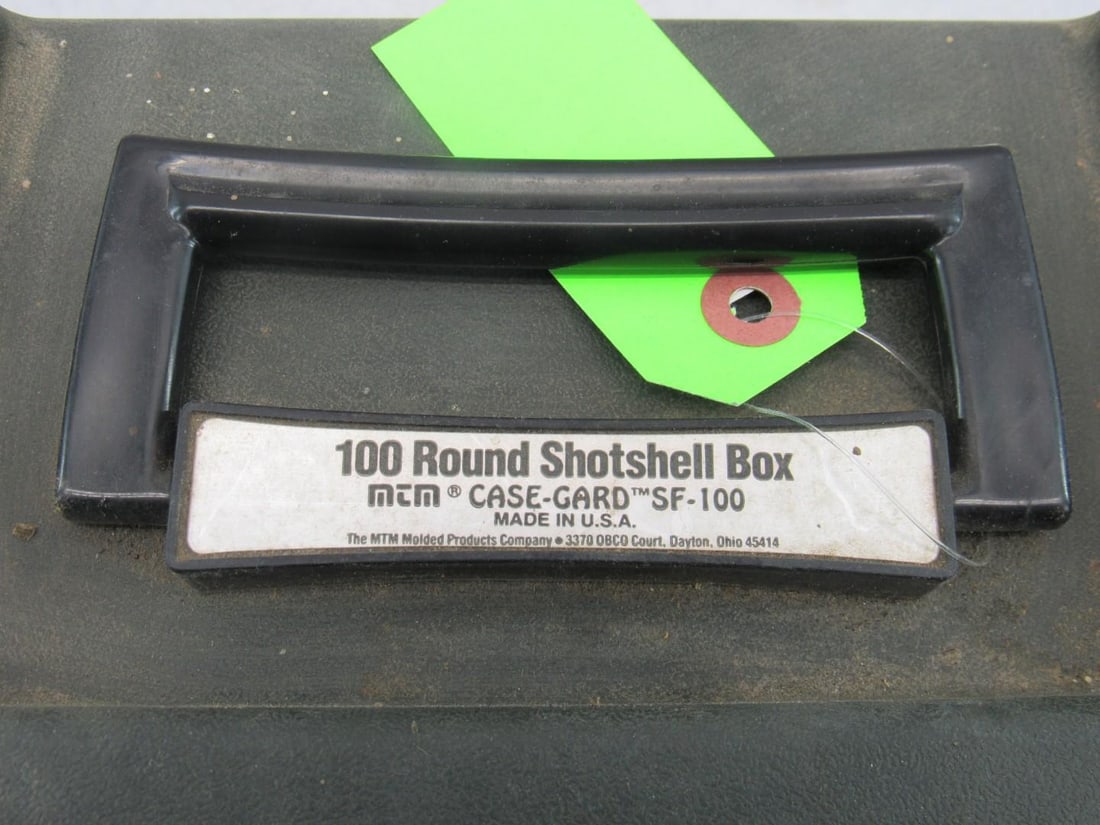 100 Round Shotshell Box
mtm® CASE-GARD™ SF-100
MADE IN U.S.A.
The MTM Molded Products Company • 3370 OBCO Court, Dayton, Ohio 45414